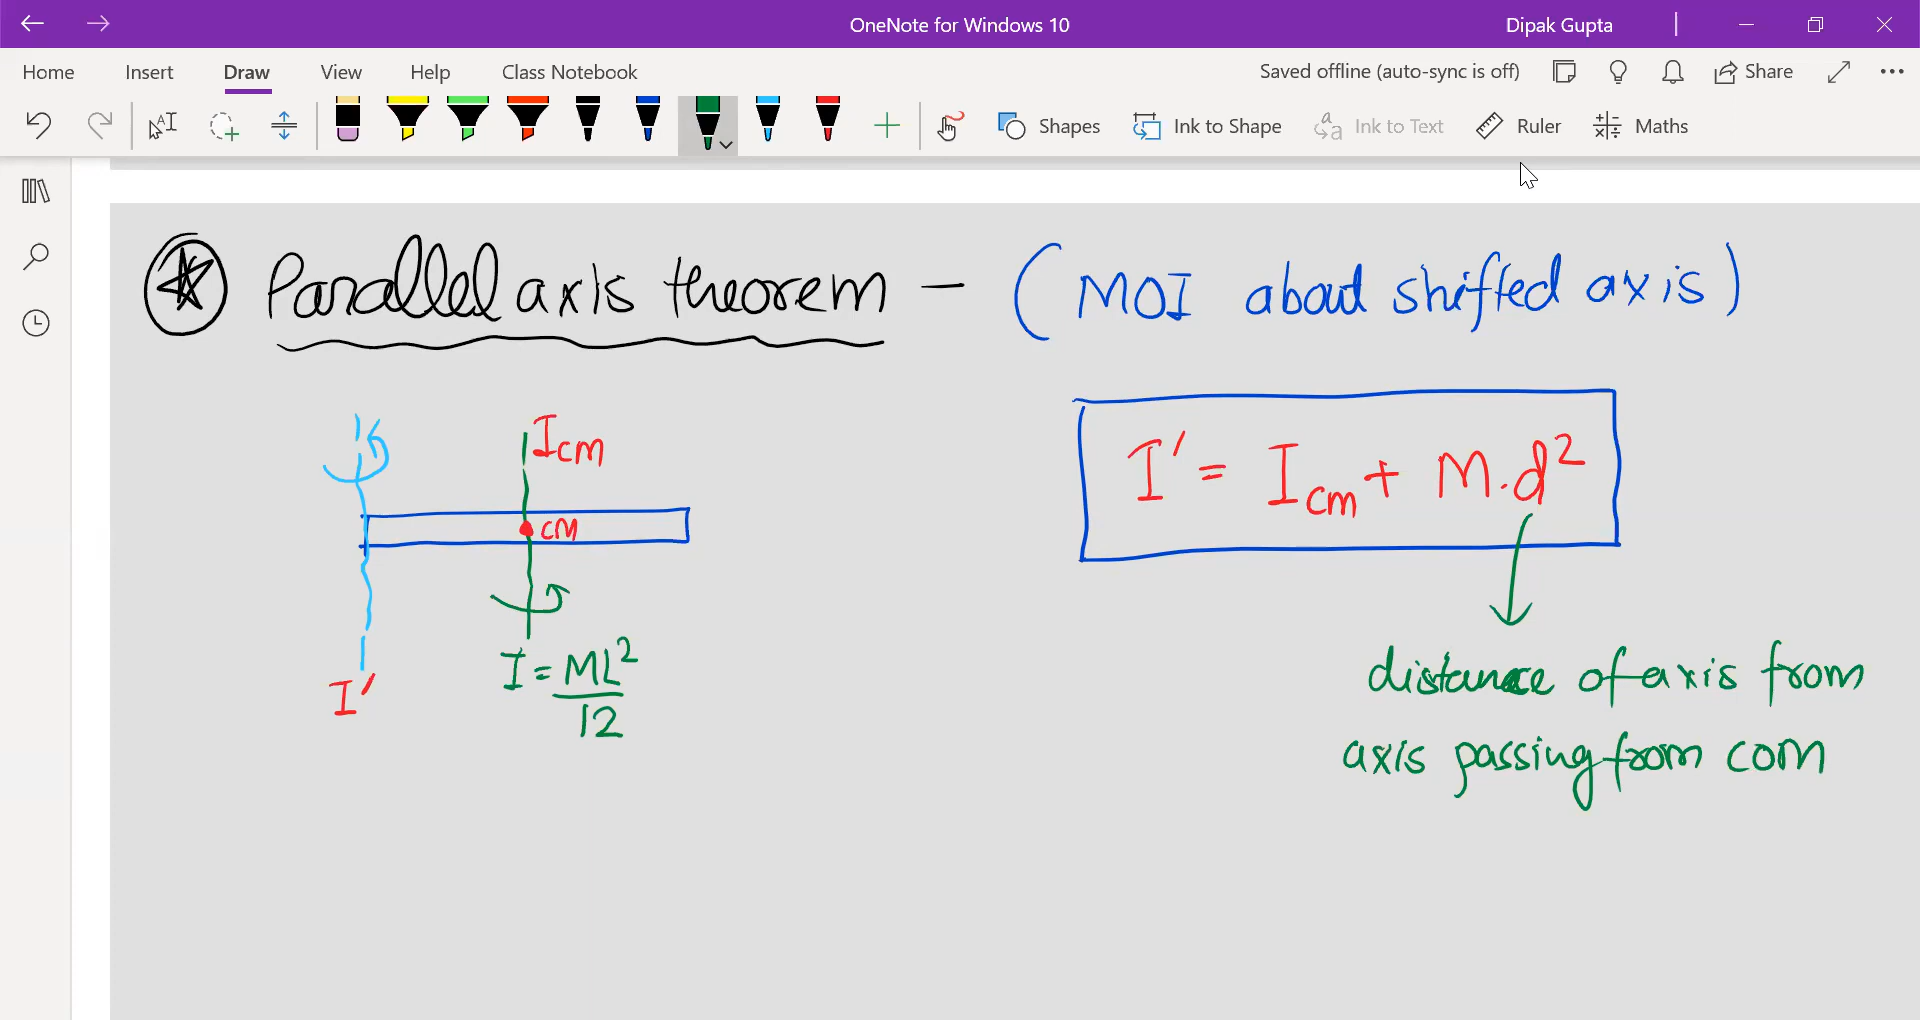 OneNote for Windows 10
Dipak Gupta
Home Insert Draw View Help Class Notebook
Saved offline (auto-sync is off) Share
Shapes Ink to Shape Ink to Text Ruler Maths
Parallel axis theorem - (MOI about shifted axis)
I_CM
CM
I = ML²/12
I'
I' = I_cm + M.d²
distance of axis from
axis passing from com